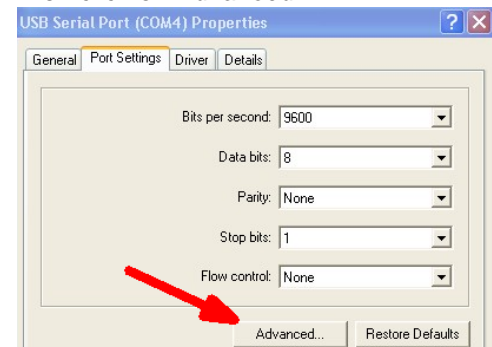 USB Serial Port (COM4) Properties
General Port Settings Driver Details
Bits per second: 9600
Data bits: 8
Parity: None
Stop bits: 1
Flow control: None
Advanced... Restore Defaults